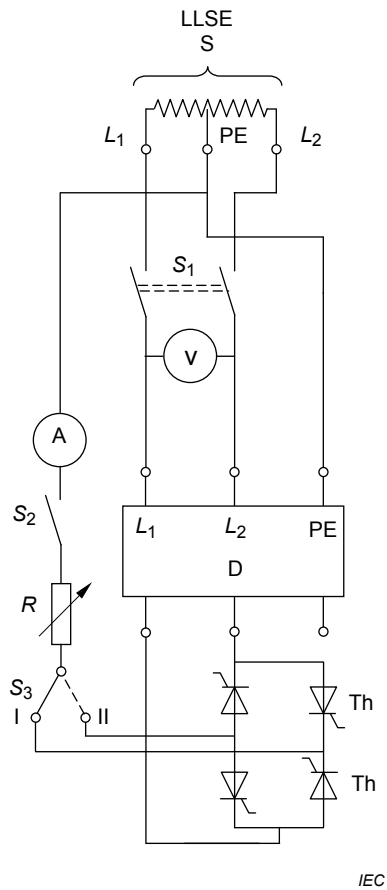 LLSE
S
L₁ PE L₂
S₁
V
A
S₂
L₁ L₂ PE
D
R
S₃
I II
Th
Th
IEC